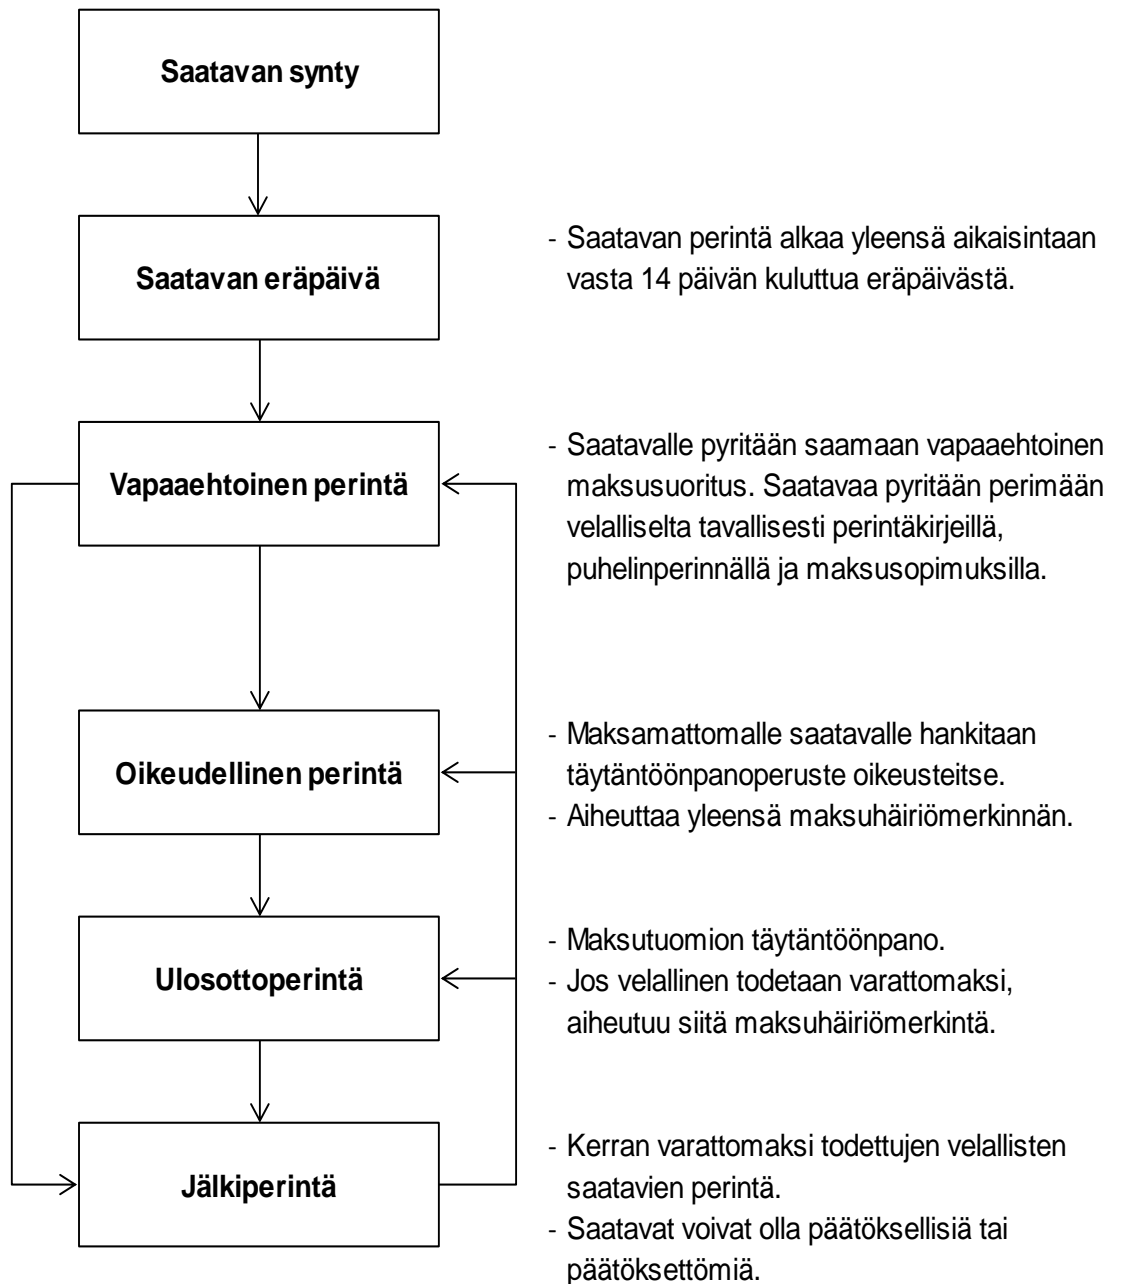 Saatavan synty
Saatavan eräpäivä
- Saatavan perintä alkaa yleensä aikaisintaan
vasta 14 päivän kuluttua eräpäivästä.
Vapaaehtoinen perintä
- Saatavalle pyritään saamaan vapaaehtoinen
maksusuoritus. Saatavaa pyritään perimään
velalliselta tavallisesti perintäkirjeillä,
puhelinperinnällä ja maksusopimuksilla.
Oikeudellinen perintä
- Maksamattomalle saatavalle hankitaan
täytäntöönpanoperuste oikeusteitse.
- Aiheuttaa yleensä maksuhäiriömerkinnän.
Ulosottoperintä
- Maksutuomion täytäntöönpano.
- Jos velallinen todetaan varattomaksi,
aiheutuu siitä maksuhäiriömerkintä.
Jälkiperintä
- Kerran varattomaksi todettujen velallisten
saatavien perintä.
- Saatavat voivat olla päätöksellisiä tai
päätöksettömiä.